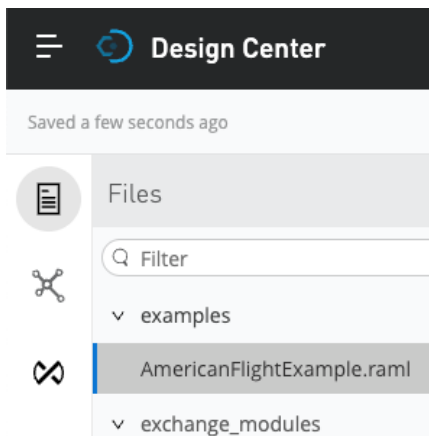 Design Center
Saved a few seconds ago
Files
Filter
examples
AmericanFlightExample.raml
exchange_modules